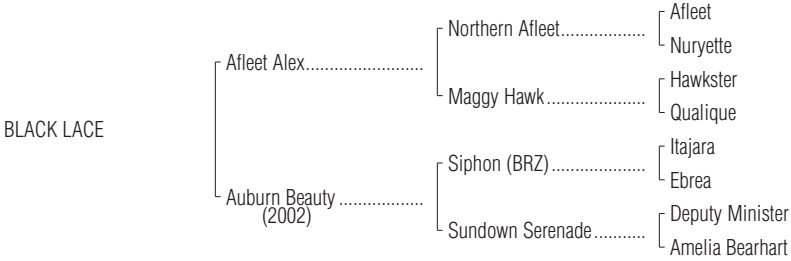 Afleet
Northern Afleet...................
Nuryette
Afleet Alex........................
Hawkster
Maggy Hawk....................
Qualique
BLACK LACE
Itajara
Siphon (BRZ)...................
Ebrea
Auburn Beauty .................
(2002)
Deputy Minister
Sundown Serenade...........
Amelia Bearhart